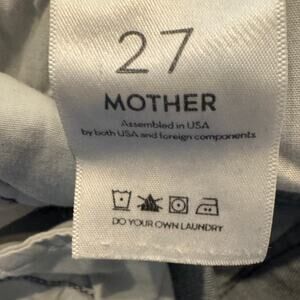 27
MOTHER
Assembled in USA
by both USA and foreign components
DO YOUR OWN LAUNDRY